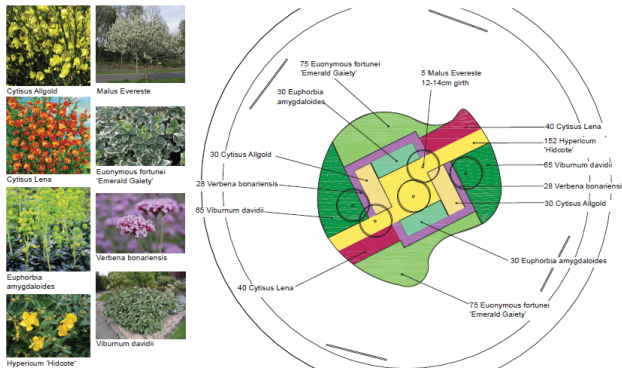 Cytisus Allgold
Malus Evereste
Cytisus Lena
Euonymous fortunei
'Emerald Gaiety'
Euphorbia
amygdaloides
Verbena bonariensis
Hypericum 'Hidcote'
Viburnum davidii
75 Euonymous fortunei
'Emerald Gaiety'
5 Malus Evereste
12-14cm girth
30 Euphorbia
amygdaloides
40 Cytisus Lena
152 Hypericum
'Hidcote'
30 Cytisus Allgold
65 Viburnum davidii
28 Verbena bonariensis
28 Verbena bonariensi
65 Viburnum davidii
30 Cytisus Allgold
30 Euphorbia amygdaloides
40 Cytisus Lena
75 Euonymous fortunei
'Emerald Gaiety'